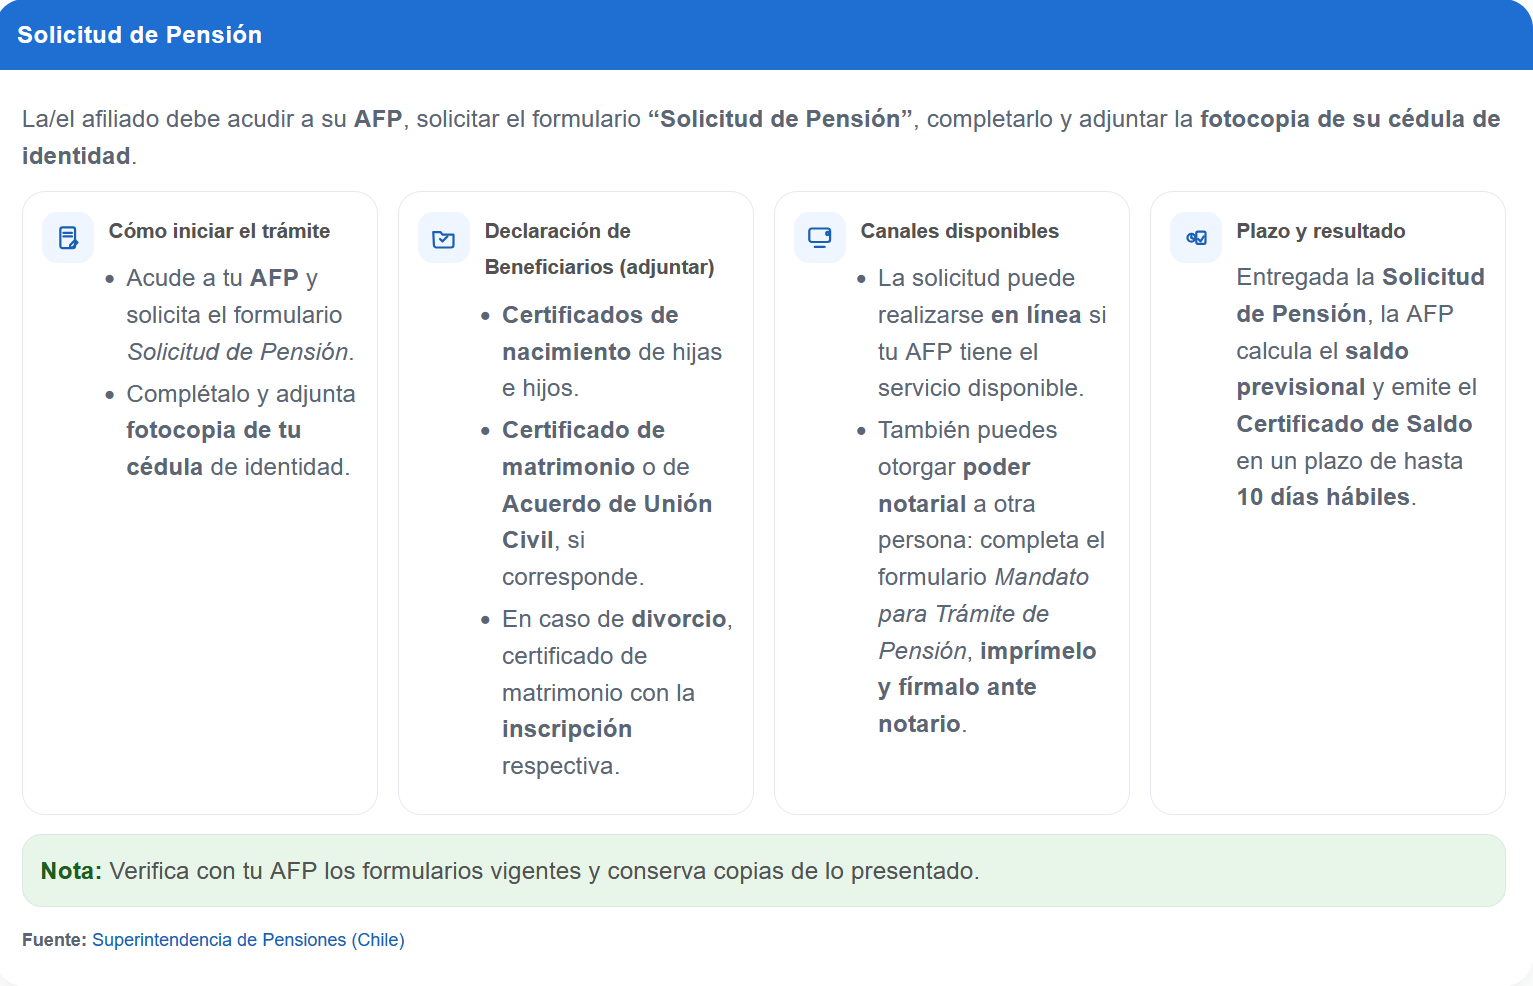 Solicitud de Pensión
La/el afiliado debe acudir a su AFP, solicitar el formulario “Solicitud de Pensión”, completarlo y adjuntar la fotocopia de su cédula de
identidad.
Cómo iniciar el trámite
• Acude a tu AFP y
solicita el formulario
Solicitud de Pensión.
• Complétalo y adjunta
fotocopia de tu
cédula de identidad.
Declaración de
Beneficiarios (adjuntar)
• Certificados de
nacimiento de hijas
e hijos.
• Certificado de
matrimonio o de
Acuerdo de Unión
Civil, si
corresponde.
• En caso de divorcio,
certificado de
matrimonio con la
inscripción
respectiva.
Canales disponibles
• La solicitud puede
realizarse en línea si
tu AFP tiene el
servicio disponible.
• También puedes
otorgar poder
notarial a otra
persona: completa el
formulario Mandato
para Trámite de
Pensión, imprímelo
y fírmalo ante
notario.
Plazo y resultado
Entregada la Solicitud
de Pensión, la AFP
calcula el saldo
previsional y emite el
Certificado de Saldo
en un plazo de hasta
10 días hábiles.
Nota: Verifica con tu AFP los formularios vigentes y conserva copias de lo presentado.
Fuente: Superintendencia de Pensiones (Chile)